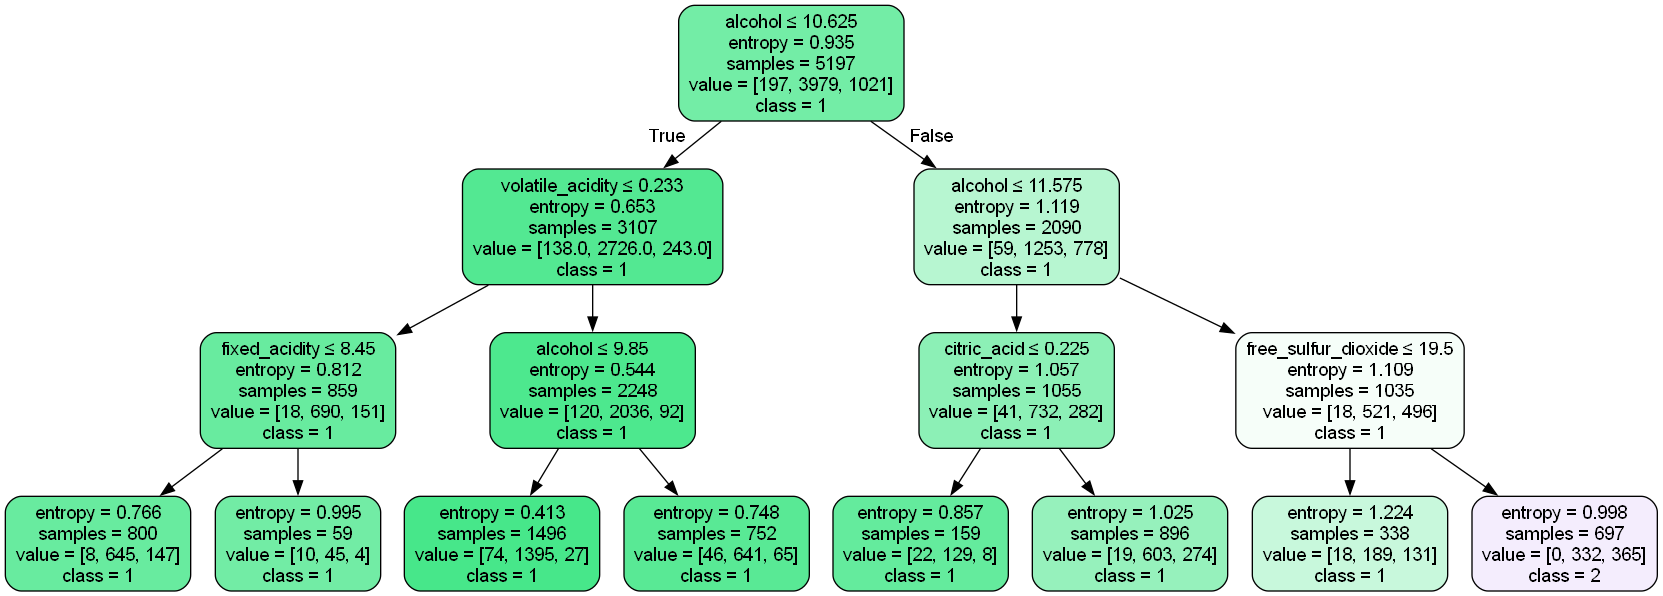 alcohol ≤ 10.625
entropy = 0.935
samples = 5197
value = [197, 3979, 1021]
class = 1
True
False
volatile_acidity ≤ 0.233
entropy = 0.653
samples = 3107
value = [138.0, 2726.0, 243.0]
class = 1
alcohol ≤ 11.575
entropy = 1.119
samples = 2090
value = [59, 1253, 778]
class = 1
fixed_acidity ≤ 8.45
entropy = 0.812
samples = 859
value = [18, 690, 151]
class = 1
alcohol ≤ 9.85
entropy = 0.544
samples = 2248
value = [120, 2036, 92]
class = 1
citric_acid ≤ 0.225
entropy = 1.057
samples = 1055
value = [41, 732, 282]
class = 1
free_sulfur_dioxide ≤ 19.5
entropy = 1.109
samples = 1035
value = [18, 521, 496]
class = 1
entropy = 0.766
samples = 800
value = [8, 645, 147]
class = 1
entropy = 0.995
samples = 59
value = [10, 45, 4]
class = 1
entropy = 0.413
samples = 1496
value = [74, 1395, 27]
class = 1
entropy = 0.748
samples = 752
value = [46, 641, 65]
class = 1
entropy = 0.857
samples = 159
value = [22, 129, 8]
class = 1
entropy = 1.025
samples = 896
value = [19, 603, 274]
class = 1
entropy = 1.224
samples = 338
value = [18, 189, 131]
class = 1
entropy = 0.998
samples = 697
value = [0, 332, 365]
class = 2